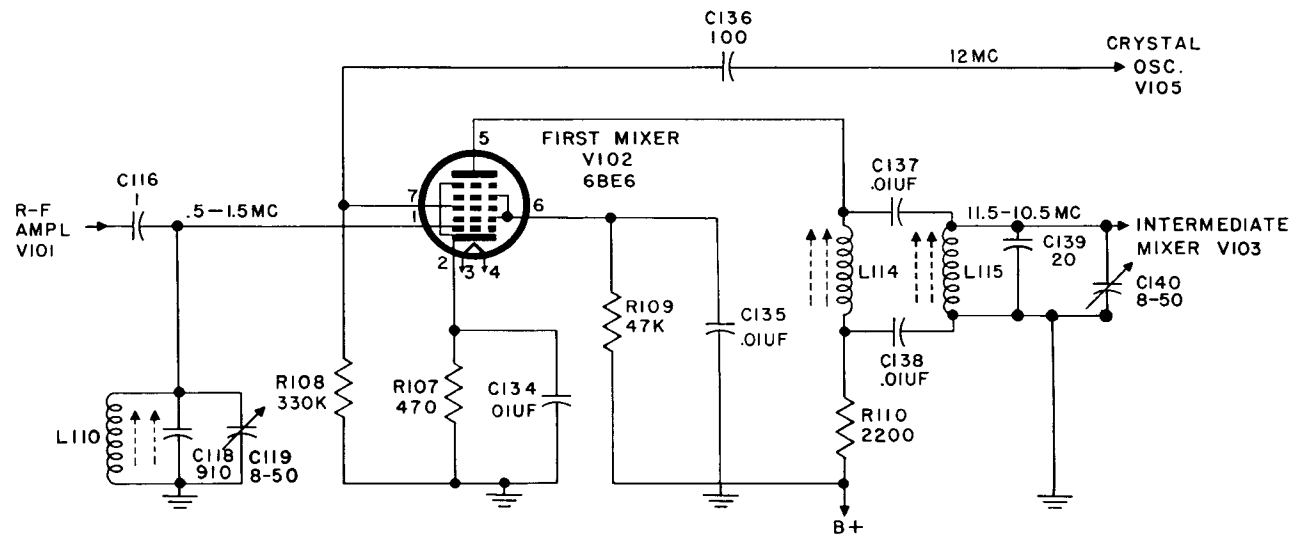 C136
100
12MC
CRYSTAL
OSC.
V105
5
FIRST MIXER
V102
6BE6
C116
1
R-F
AMPL
V101
.5–1.5MC
7
1
6
2
3
4
C137
.01UF
11.5–10.5MC
INTERMEDIATE
MIXER V103
C139
20
C140
8-50
L114
L115
R109
47K
C135
.01UF
C138
.01UF
R108
330K
R107
470
C134
01UF
R110
2200
L110
C118
910
C119
8-50
B+